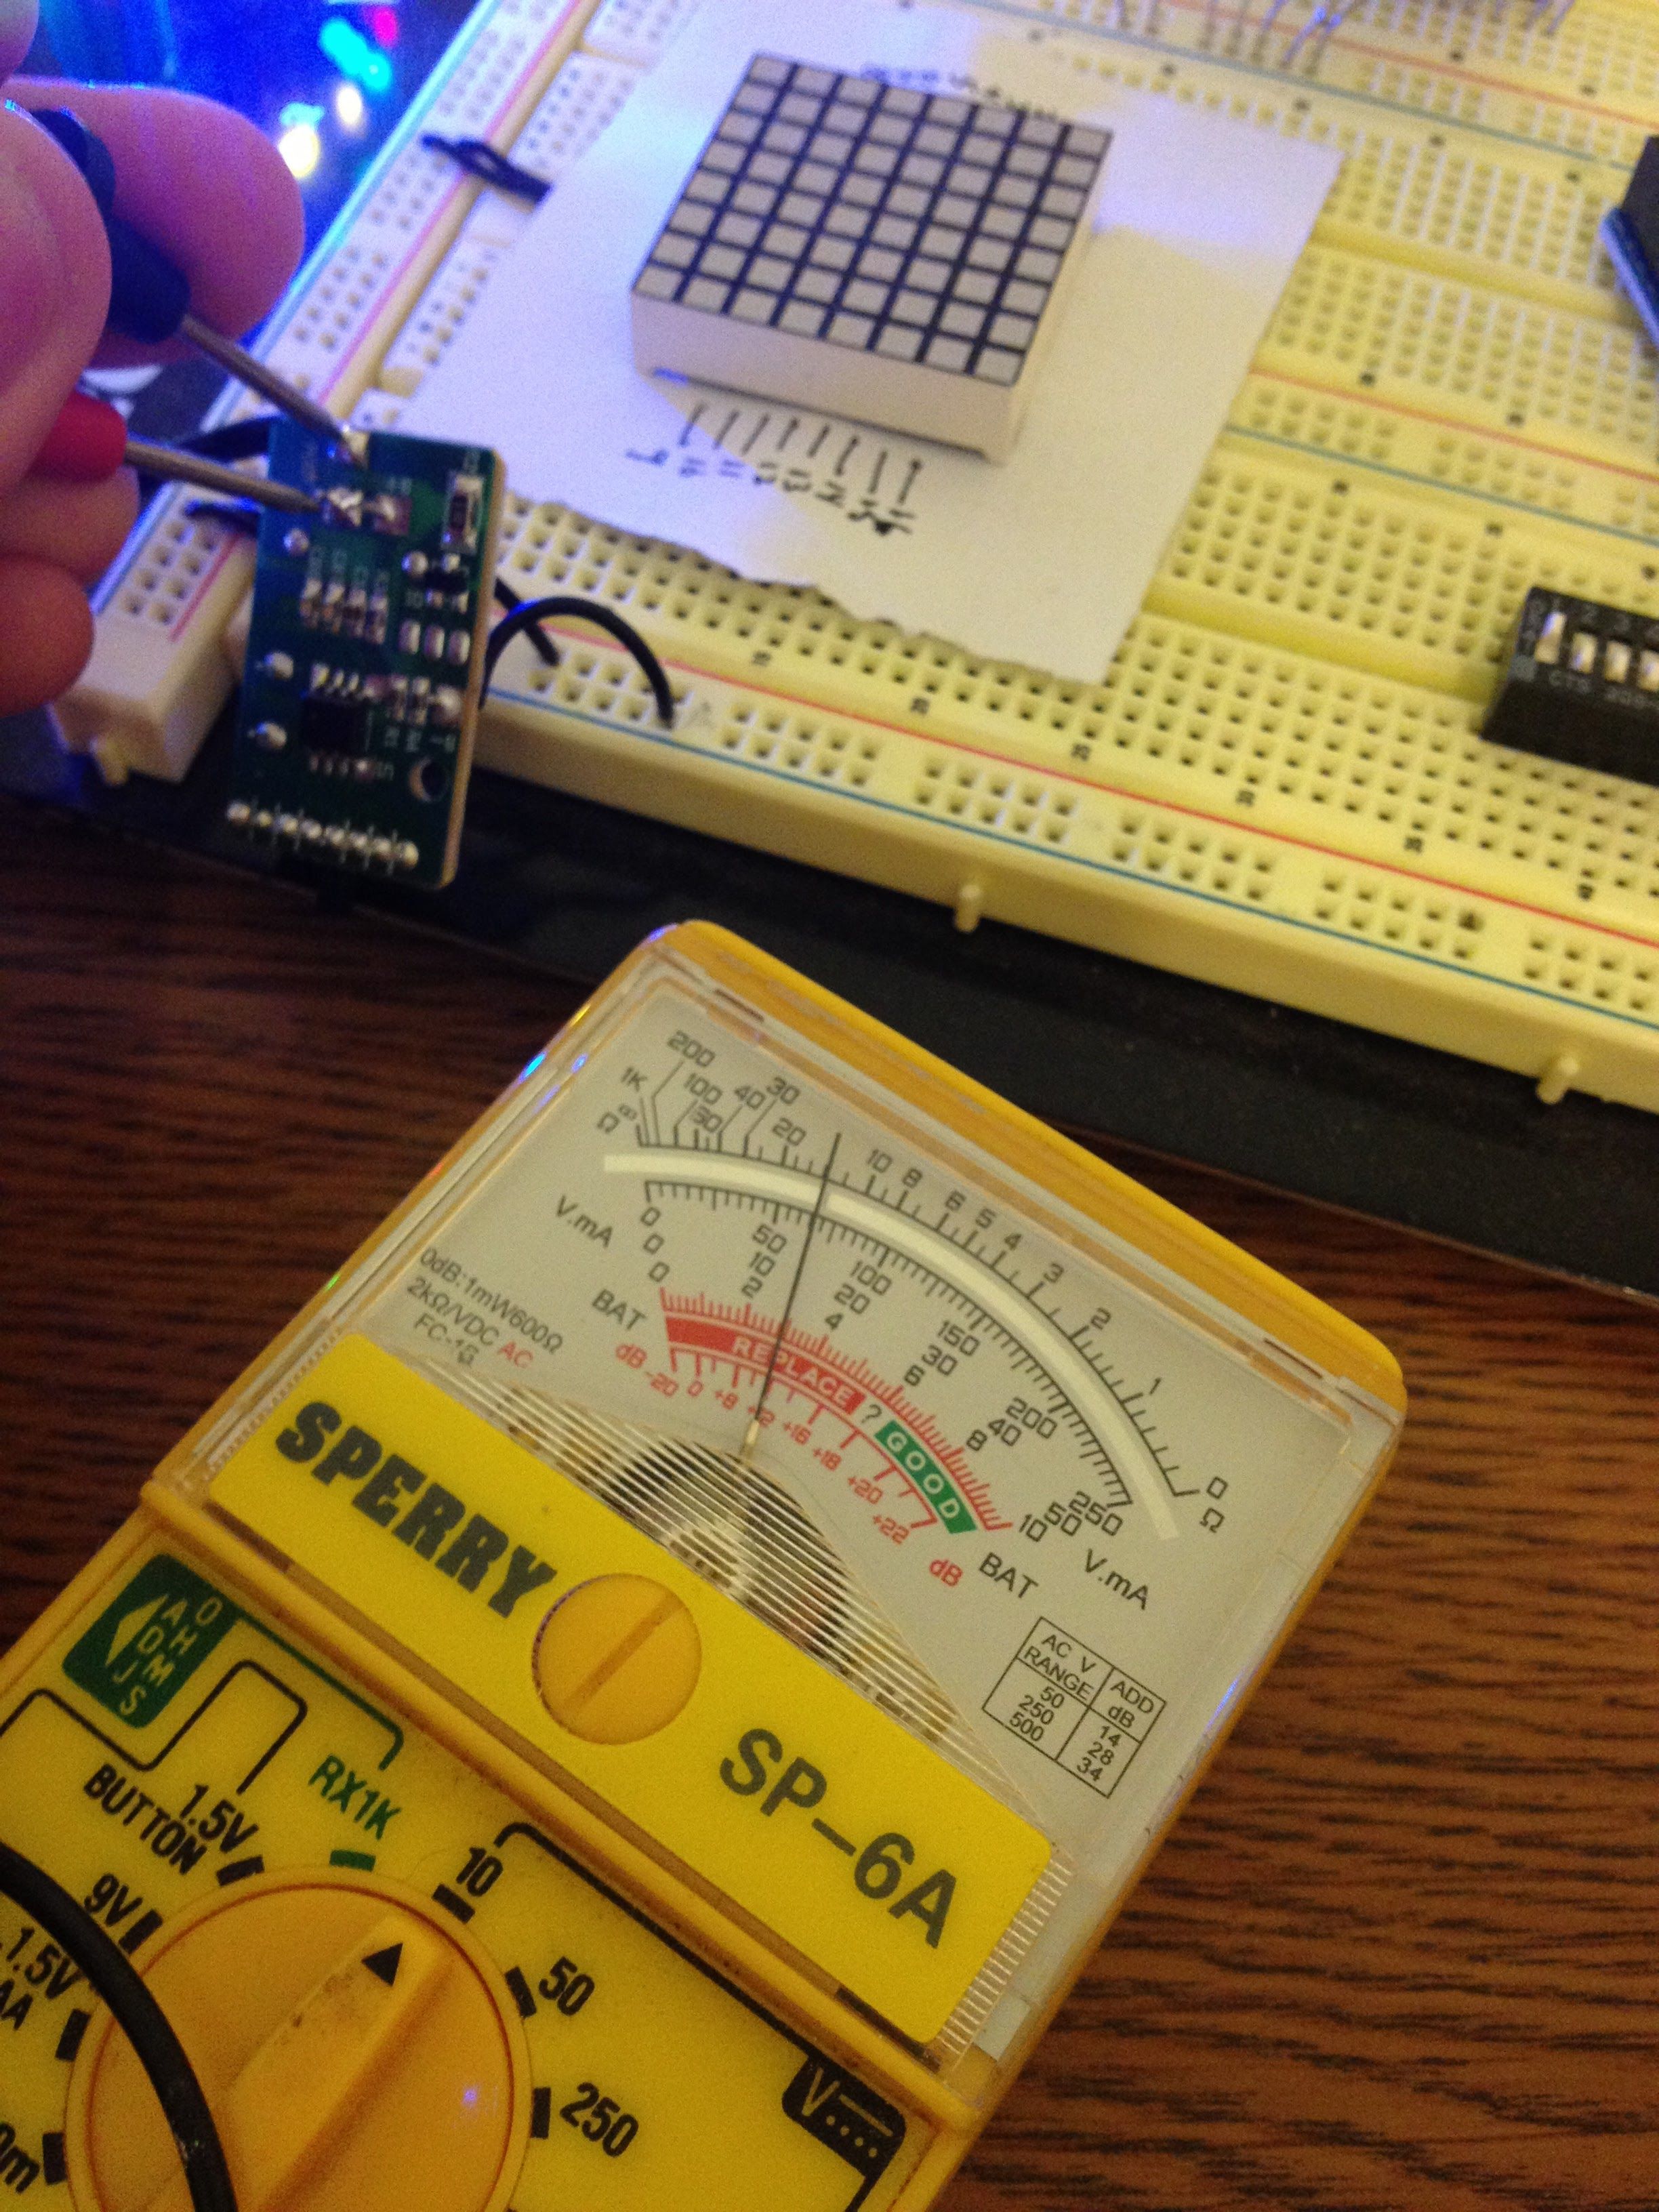 200
1K 100 40 30
30 20 10 8 6 5 4 3 2 1 0
Ω ∞ Ω
V.mA 0 50 100 150 200 250 V.mA
0 10 20 30 40 50
0 2 4 6 8 10
BAT REPLACE ? GOOD BAT
dB -20 0 +8 +16 +18 +20 +22 dB
0dB:1mW600Ω
2kΩ/VDC AC
AC V RANGE ADD dB
50 14
250 28
500 34
SPERRY
SP-6A
OHM
ADJS
BUTTON
1.5V
RX1K
10
50
250
9V
1.5V
AA
V
CTS